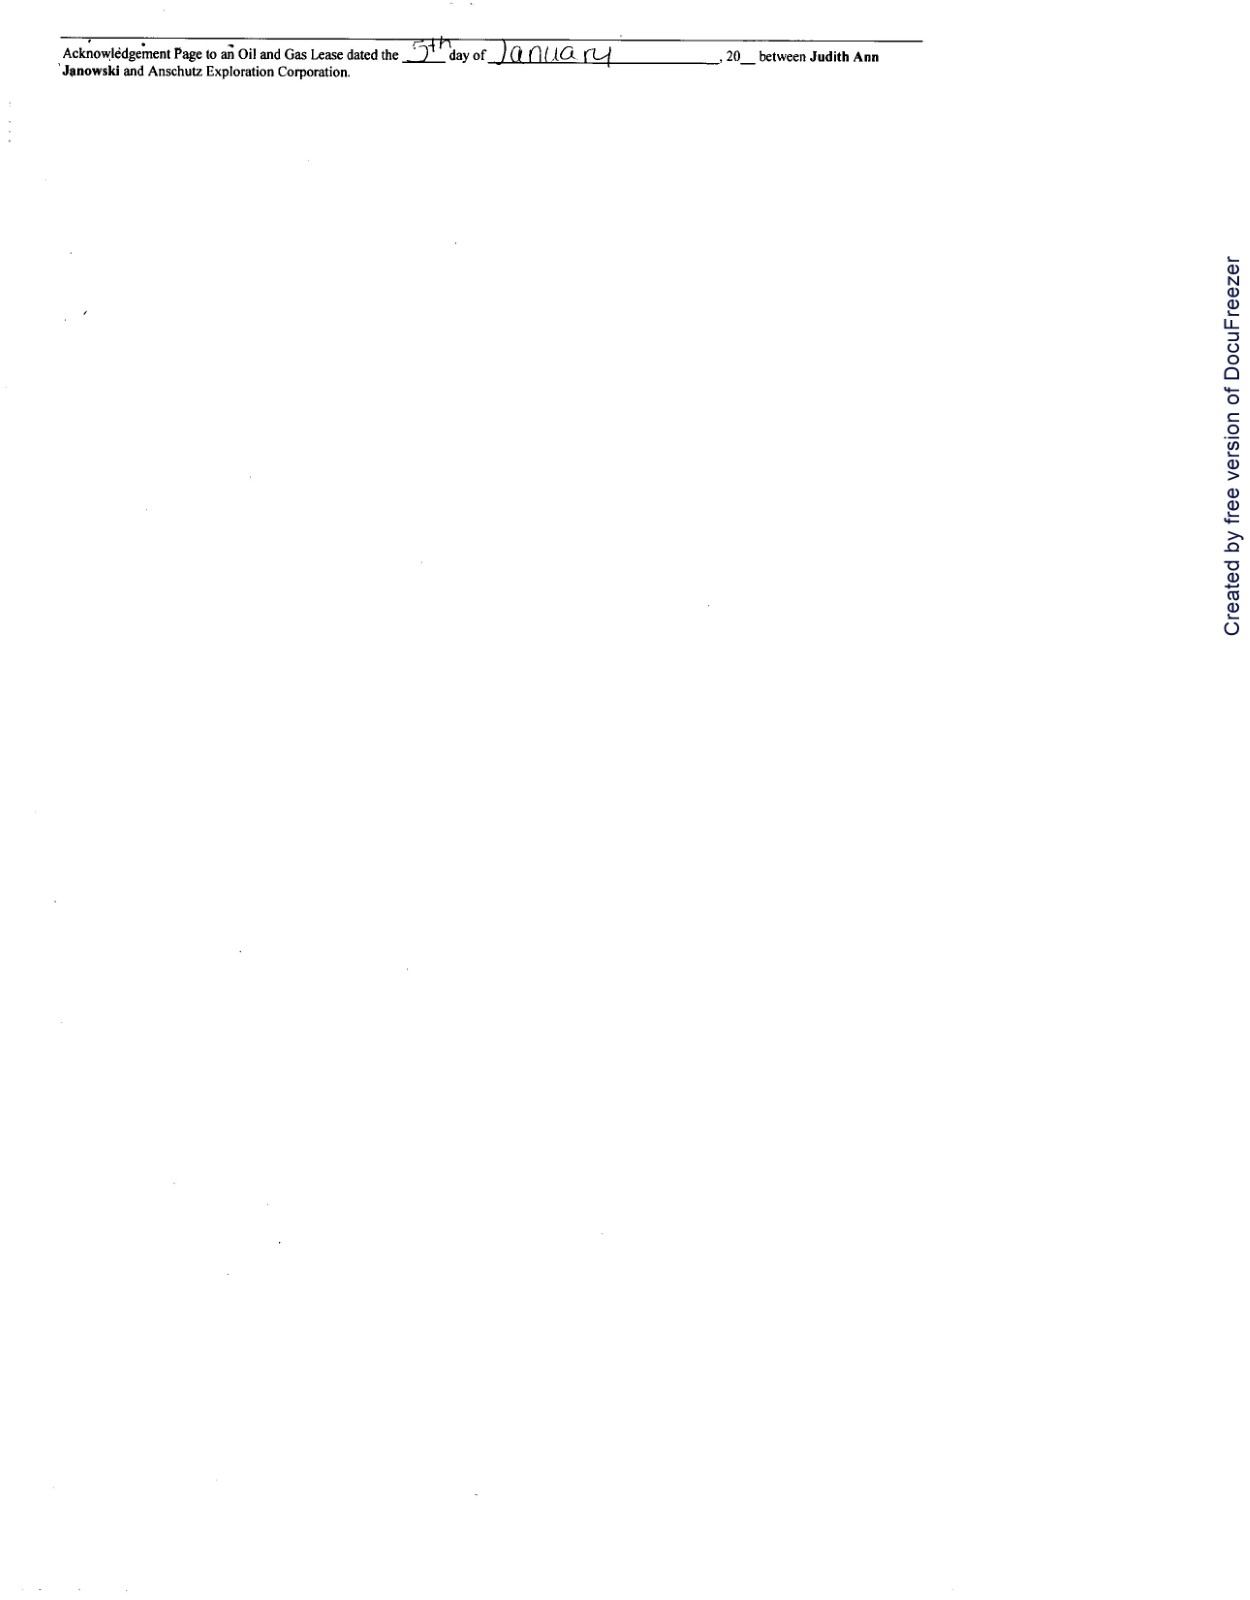 Acknowledgement Page to an Oil and Gas Lease dated the 5th day of January, 20__ between Judith Ann
Janowski and Anschutz Exploration Corporation.
Created by free version of DocuFreezer